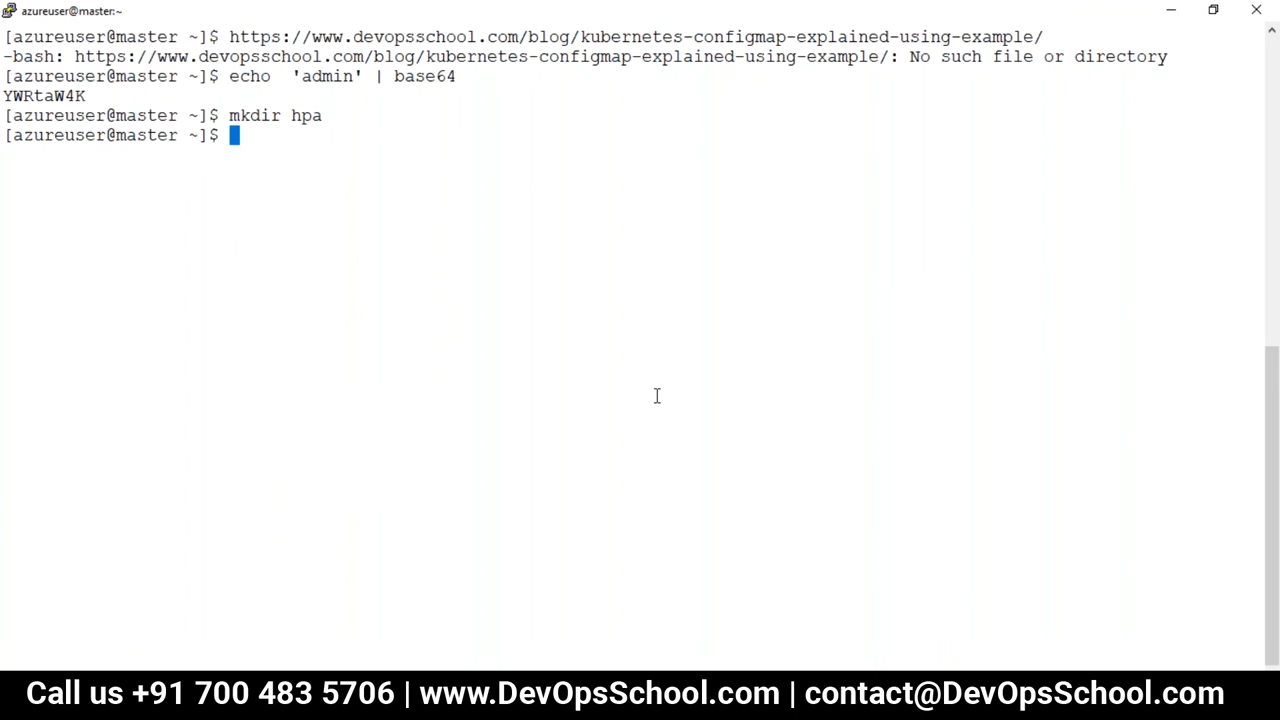 azureuser@master:~
[azureuser@master ~]$ https://www.devopsschool.com/blog/kubernetes-configmap-explained-using-example/
-bash: https://www.devopsschool.com/blog/kubernetes-configmap-explained-using-example/: No such file or directory
[azureuser@master ~]$ echo  'admin' | base64
YWRtaW4K
[azureuser@master ~]$ mkdir hpa
[azureuser@master ~]$
Call us +91 700 483 5706 | www.DevOpsSchool.com | contact@DevOpsSchool.com